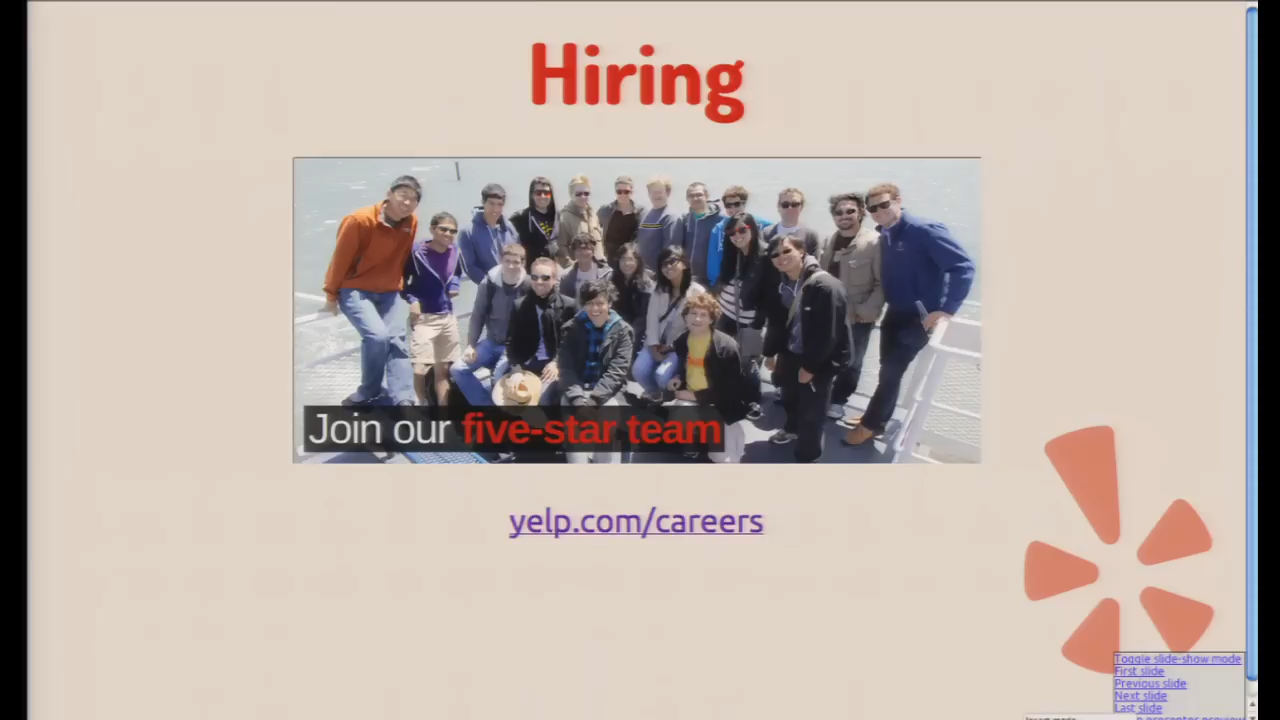 Hiring
Join our five-star team
yelp.com/careers
Toggle slide-show mode
First slide
Previous slide
Next slide
Last slide